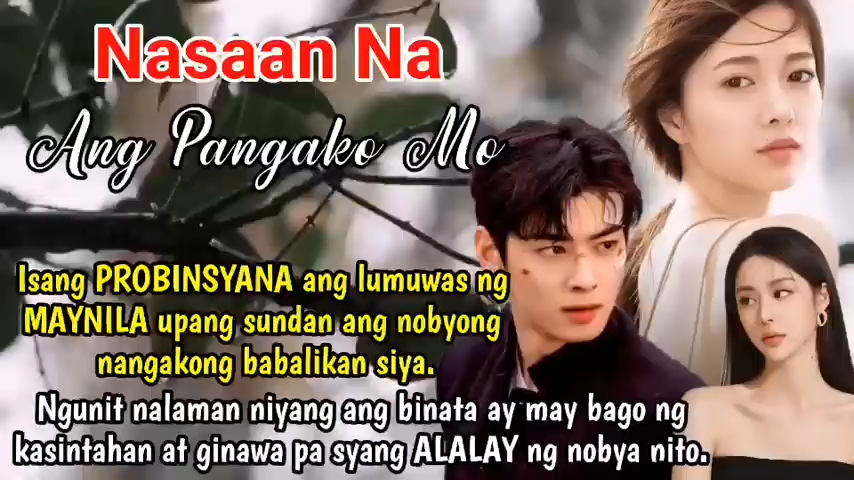 Nasaan Na
Ang Pangako Mo
Isang PROBINSYANA ang lumuwas ng
MAYNILA upang sundan ang nobyong
nangakong babalikan siya.
Ngunit nalaman niyang ang binata ay may bago ng
kasintahan at ginawa pa syang ALALAY ng nobya nito.